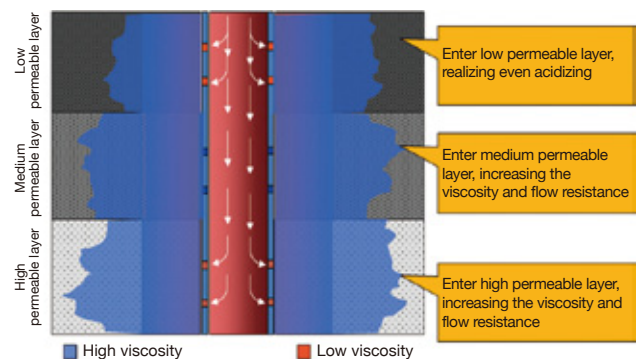 Low
permeable layer
Enter low permeable layer,
realizing even acidizing
Medium
permeable layer
Enter medium permeable
layer, increasing the
viscosity and flow resistance
High
permeable layer
Enter high permeable layer,
increasing the viscosity and
flow resistance
High viscosity
Low viscosity